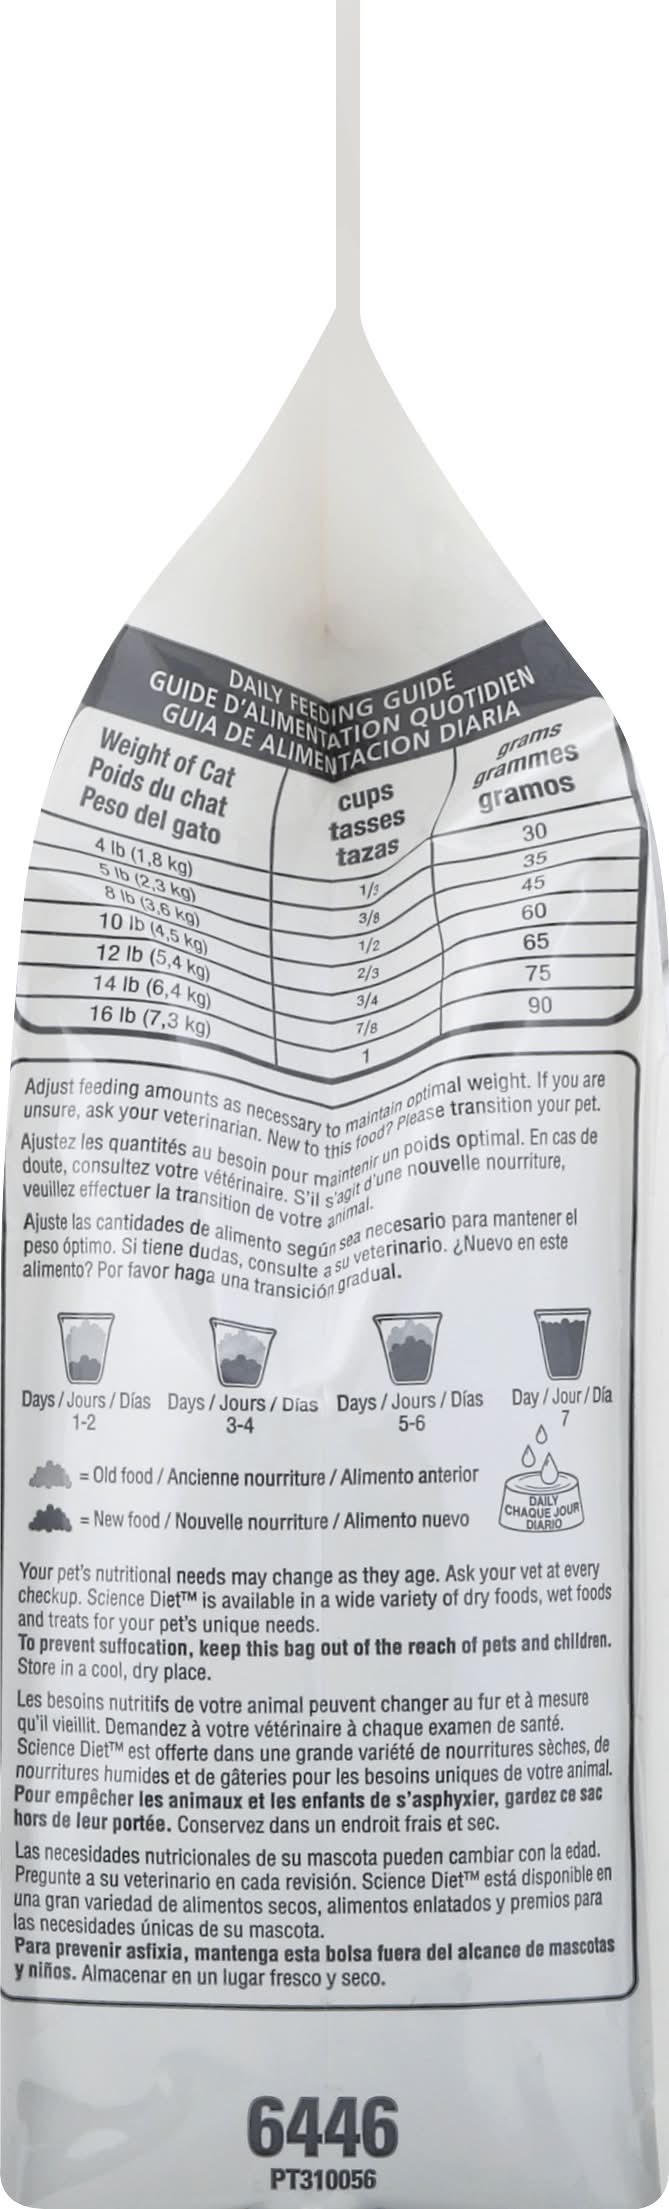 DAILY FEEDING GUIDE
GUIDE D'ALIMENTATION QUOTIDIEN
GUIA DE ALIMENTACION DIARIA
Weight of Cat
Poids du chat
Peso del gato
cups
tasses
tazas
grams
grammes
gramos
4 lb (1,8 kg) 1/3 30
5 lb (2,3 kg) 3/8 35
8 lb (3,6 kg) 1/2 45
10 lb (4,5 kg) 2/3 60
12 lb (5,4 kg) 3/4 65
14 lb (6,4 kg) 7/8 75
16 lb (7,3 kg) 1 90
Adjust feeding amounts as necessary to maintain optimal weight. If you are
unsure, ask your veterinarian. New to this food? Please transition your pet.
Ajustez les quantités au besoin pour maintenir un poids optimal. En cas de
doute, consultez votre vétérinaire. S'il s'agit d'une nouvelle nourriture,
veuillez effectuer la transition de votre animal.
Ajuste las cantidades de alimento según sea necesario para mantener el
peso óptimo. Si tiene dudas, consulte a su veterinario. ¿Nuevo en este
alimento? Por favor haga una transición gradual.
Days / Jours / Días Days / Jours / Días Days / Jours / Días Day / Jour / Día
1-2 3-4 5-6 7
= Old food / Ancienne nourriture / Alimento anterior
= New food / Nouvelle nourriture / Alimento nuevo
DAILY
CHAQUE JOUR
DIARIO
Your pet's nutritional needs may change as they age. Ask your vet at every
checkup. Science Diet™ is available in a wide variety of dry foods, wet foods
and treats for your pet's unique needs.
To prevent suffocation, keep this bag out of the reach of pets and children.
Store in a cool, dry place.
Les besoins nutritifs de votre animal peuvent changer au fur et à mesure
qu'il vieillit. Demandez à votre vétérinaire à chaque examen de santé.
Science Diet™ est offerte dans une grande variété de nourritures sèches, de
nourritures humides et de gâteries pour les besoins uniques de votre animal.
Pour empêcher les animaux et les enfants de s'asphyxier, gardez ce sac
hors de leur portée. Conservez dans un endroit frais et sec.
Las necesidades nutricionales de su mascota pueden cambiar con la edad.
Pregunte a su veterinario en cada revisión. Science Diet™ está disponible en
una gran variedad de alimentos secos, alimentos enlatados y premios para
las necesidades únicas de su mascota.
Para prevenir asfixia, mantenga esta bolsa fuera del alcance de mascotas
y niños. Almacenar en un lugar fresco y seco.
6446
PT310056